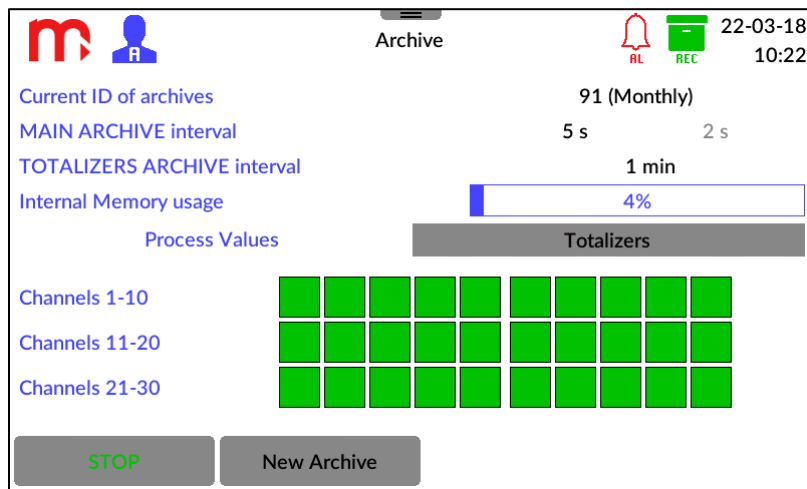 m A Archive AL REC 22-03-18
10:22
Current ID of archives 91 (Monthly)
MAIN ARCHIVE interval 5 s 2 s
TOTALIZERS ARCHIVE interval 1 min
Internal Memory usage 4%
Process Values Totalizers
Channels 1-10
Channels 11-20
Channels 21-30
STOP New Archive